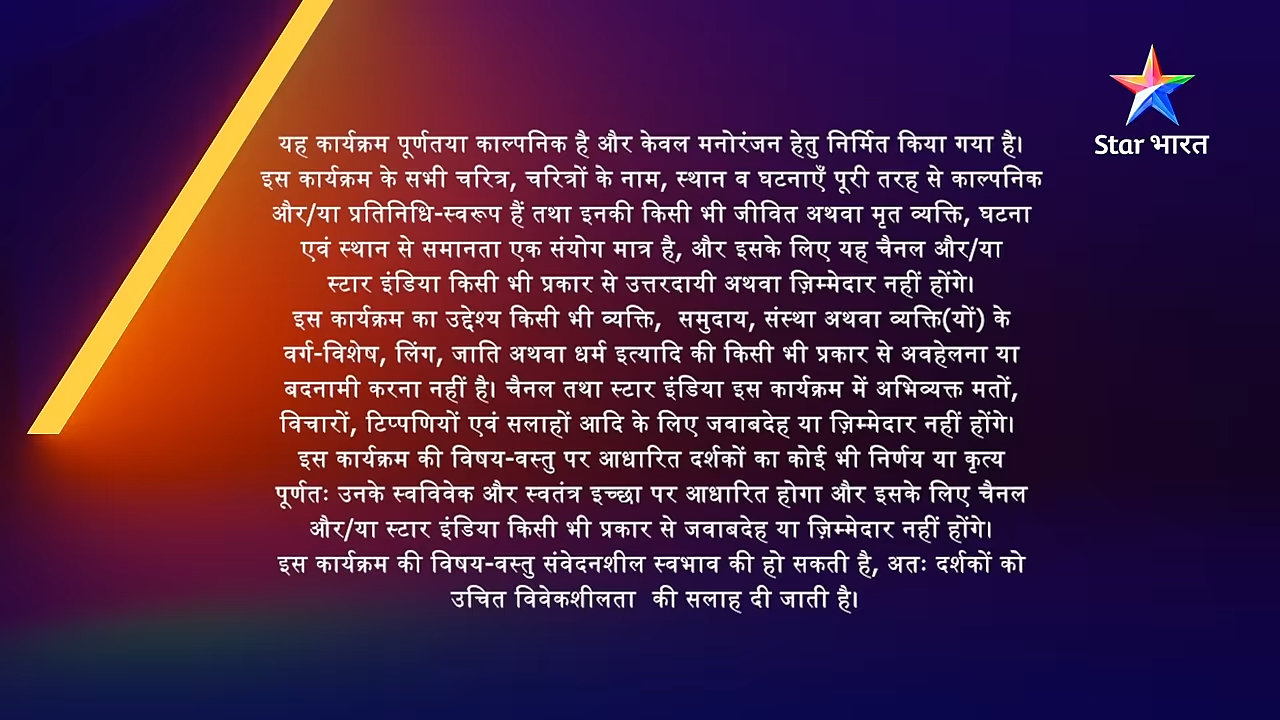 Star भारत
यह कार्यक्रम पूर्णतया काल्पनिक है और केवल मनोरंजन हेतु निर्मित किया गया है।
इस कार्यक्रम के सभी चरित्र, चरित्रों के नाम, स्थान व घटनाएँ पूरी तरह से काल्पनिक
और/या प्रतिनिधि-स्वरूप हैं तथा इनकी किसी भी जीवित अथवा मृत व्यक्ति, घटना
एवं स्थान से समानता एक संयोग मात्र है, और इसके लिए यह चैनल और/या
स्टार इंडिया किसी भी प्रकार से उत्तरदायी अथवा ज़िम्मेदार नहीं होंगे।
इस कार्यक्रम का उद्देश्य किसी भी व्यक्ति, समुदाय, संस्था अथवा व्यक्ति(यों) के
वर्ग-विशेष, लिंग, जाति अथवा धर्म इत्यादि की किसी भी प्रकार से अवहेलना या
बदनामी करना नहीं है। चैनल तथा स्टार इंडिया इस कार्यक्रम में अभिव्यक्त मतों,
विचारों, टिप्पणियों एवं सलाहों आदि के लिए जवाबदेह या ज़िम्मेदार नहीं होंगे।
इस कार्यक्रम की विषय-वस्तु पर आधारित दर्शकों का कोई भी निर्णय या कृत्य
पूर्णतः उनके स्वविवेक और स्वतंत्र इच्छा पर आधारित होगा और इसके लिए चैनल
और/या स्टार इंडिया किसी भी प्रकार से जवाबदेह या ज़िम्मेदार नहीं होंगे।
इस कार्यक्रम की विषय-वस्तु संवेदनशील स्वभाव की हो सकती है, अतः दर्शकों को
उचित विवेकशीलता की सलाह दी जाती है।